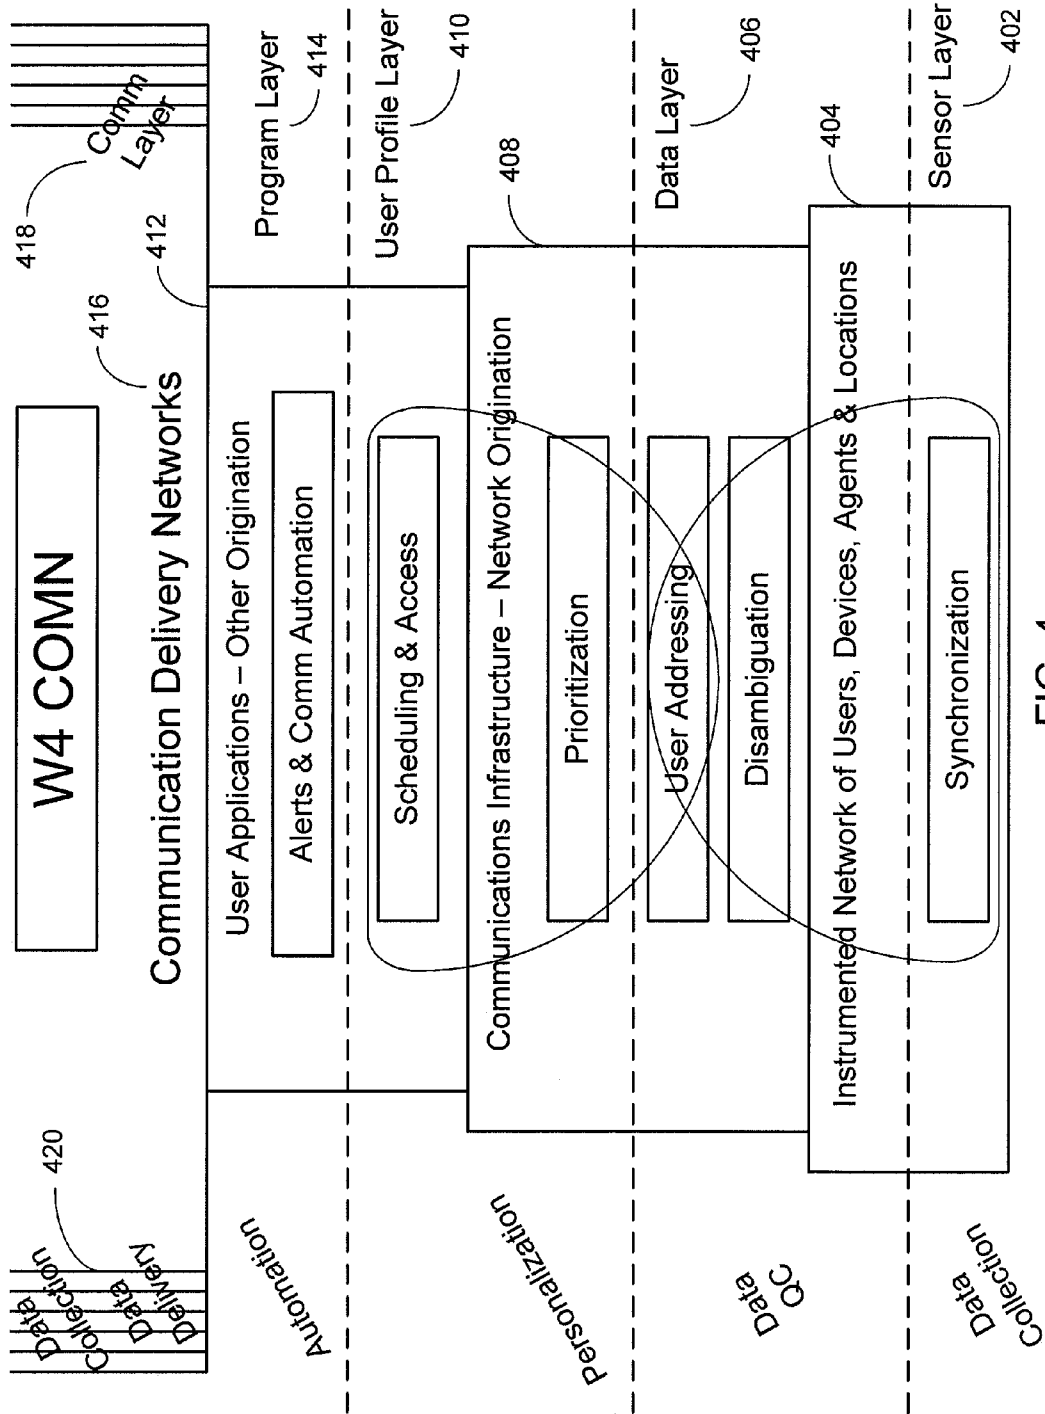 418
W4 COMN
420
Data
Collection
Data
Delivery
Comm
Layer
416
Communication Delivery Networks
412
User Applications – Other Origination
Alerts & Comm Automation
Automation
Program Layer
414
Scheduling & Access
User Profile Layer
410
Communications Infrastructure – Network Origination
408
Prioritization
Personalization
User Addressing
Data Layer
406
Disambiguation
Data
QC
Instrumented Network of Users, Devices, Agents & Locations
404
Synchronization
Sensor Layer
402
Data
Collection